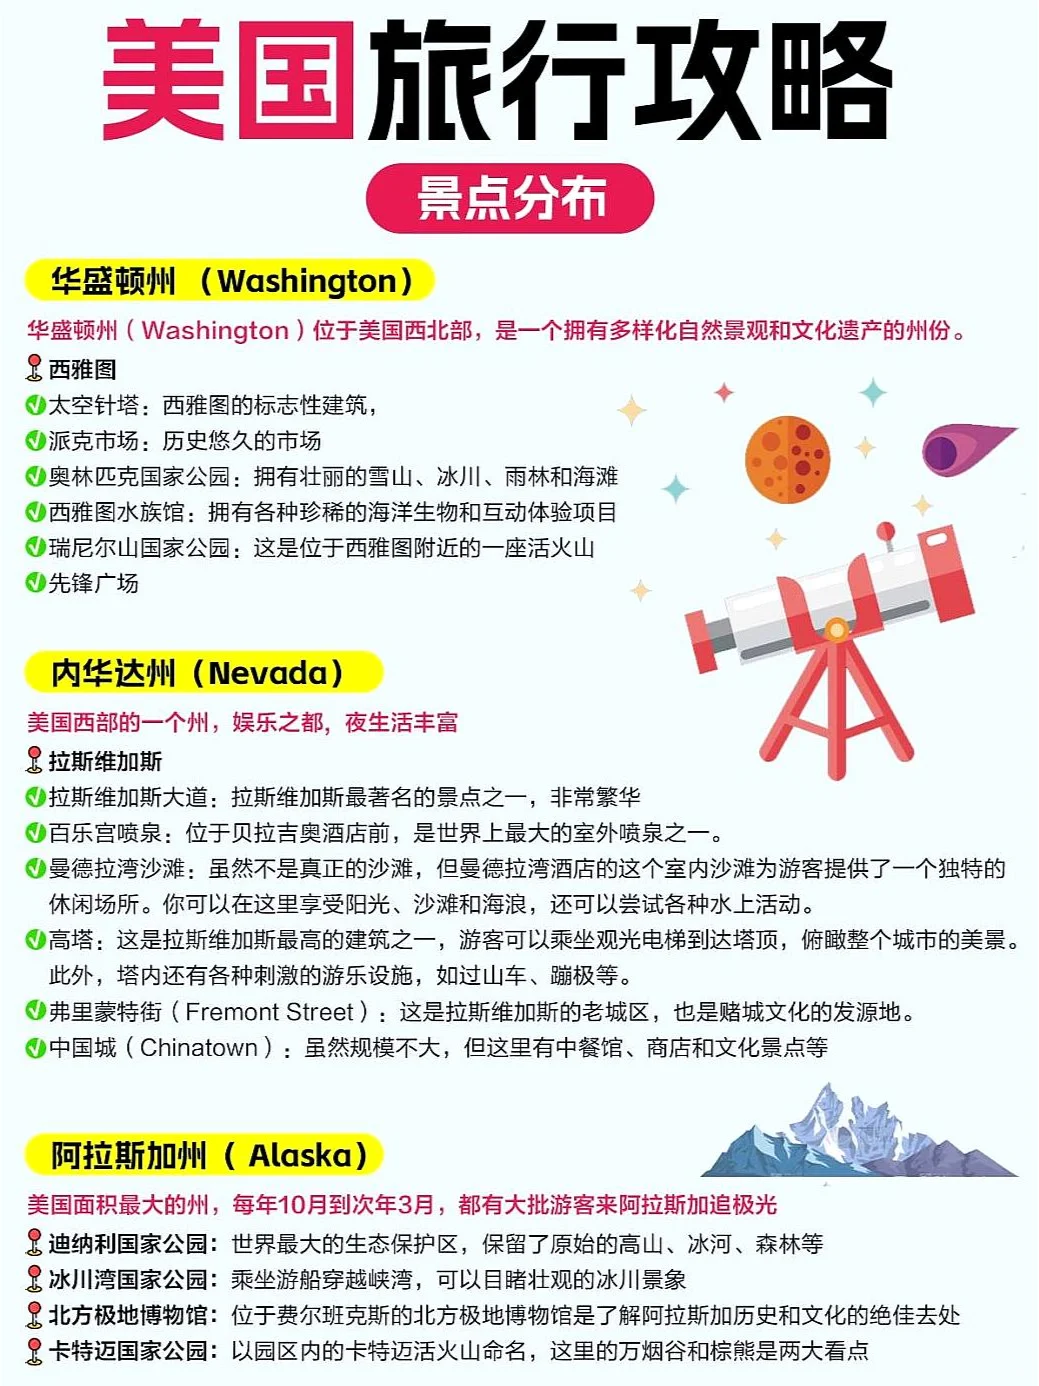 美国旅行攻略
景点分布
华盛顿州 （Washington）
华盛顿州（Washington）位于美国西北部，是一个拥有多样化自然景观和文化遗产的州份。
西雅图
太空针塔：西雅图的标志性建筑，
派克市场：历史悠久的市场
奥林匹克国家公园：拥有壮丽的雪山、冰川、雨林和海滩
西雅图水族馆：拥有各种珍稀的海洋生物和互动体验项目
瑞尼尔山国家公园：这是位于西雅图附近的一座活火山
先锋广场
内华达州（Nevada）
美国西部的一个州，娱乐之都，夜生活丰富
拉斯维加斯
拉斯维加斯大道：拉斯维加斯最著名的景点之一，非常繁华
百乐宫喷泉：位于贝拉吉奥酒店前，是世界上最大的室外喷泉之一。
曼德拉湾沙滩：虽然不是真正的沙滩，但曼德拉湾酒店的这个室内沙滩为游客提供了一个独特的
休闲场所。你可以在这里享受阳光、沙滩和海浪，还可以尝试各种水上活动。
高塔：这是拉斯维加斯最高的建筑之一，游客可以乘坐观光电梯到达塔顶，俯瞰整个城市的美景。
此外，塔内还有各种刺激的游乐设施，如过山车、蹦极等。
弗里蒙特街（Fremont Street）：这是拉斯维加斯的老城区，也是赌城文化的发源地。
中国城（Chinatown）：虽然规模不大，但这里有中餐馆、商店和文化景点等
阿拉斯加州（ Alaska）
美国面积最大的州，每年10月到次年3月，都有大批游客来阿拉斯加追极光
迪纳利国家公园：世界最大的生态保护区，保留了原始的高山、冰河、森林等
冰川湾国家公园：乘坐游船穿越峡湾，可以目睹壮观的冰川景象
北方极地博物馆：位于费尔班克斯的北方极地博物馆是了解阿拉斯加历史和文化的绝佳去处
卡特迈国家公园：以园区内的卡特迈活火山命名，这里的万烟谷和棕熊是两大看点